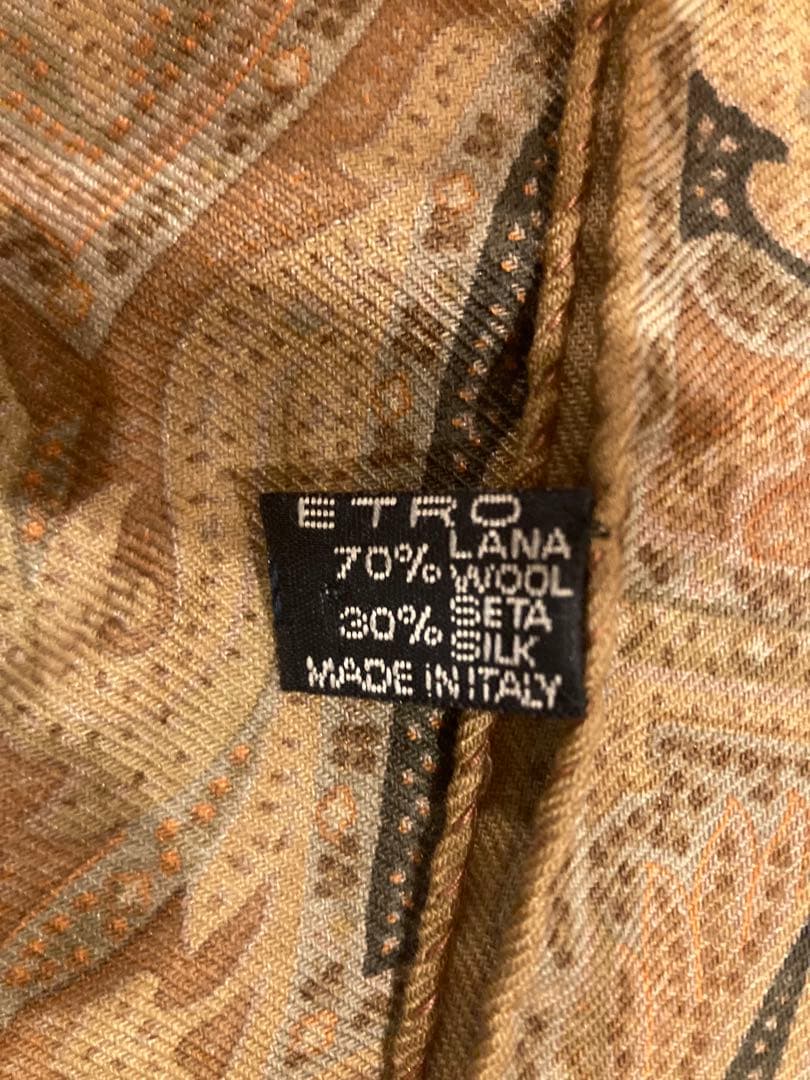 ETRO
70% LANA
WOOL
30% SETA
SILK
MADE IN ITALY